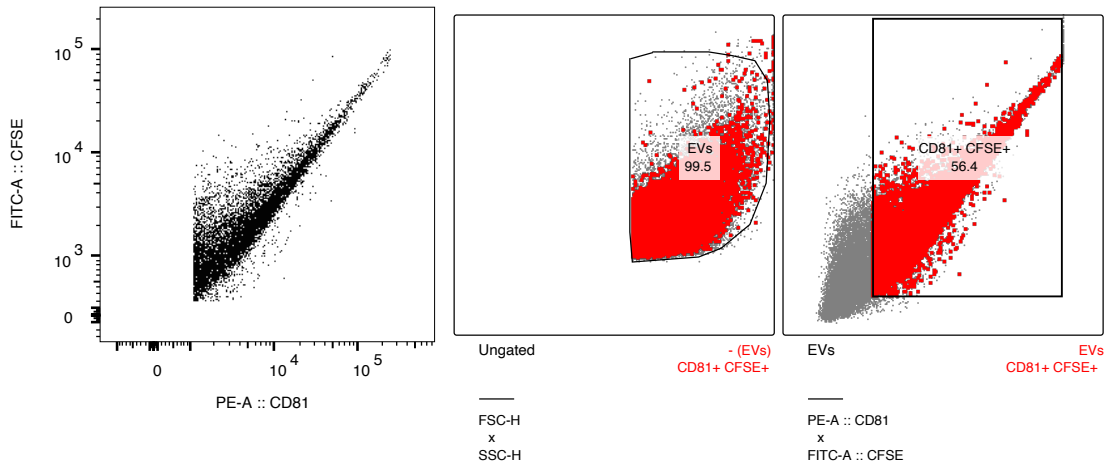 FITC-A :: CFSE
10 5
10 4
10 3
0
0
10 4
10 5
PE-A :: CD81
EVs
99.5
Ungated
- (EVs)
CD81+ CFSE+
FSC-H
x
SSC-H
CD81+ CFSE+
56.4
EVs
EVs
CD81+ CFSE+
PE-A :: CD81
x
FITC-A :: CFSE